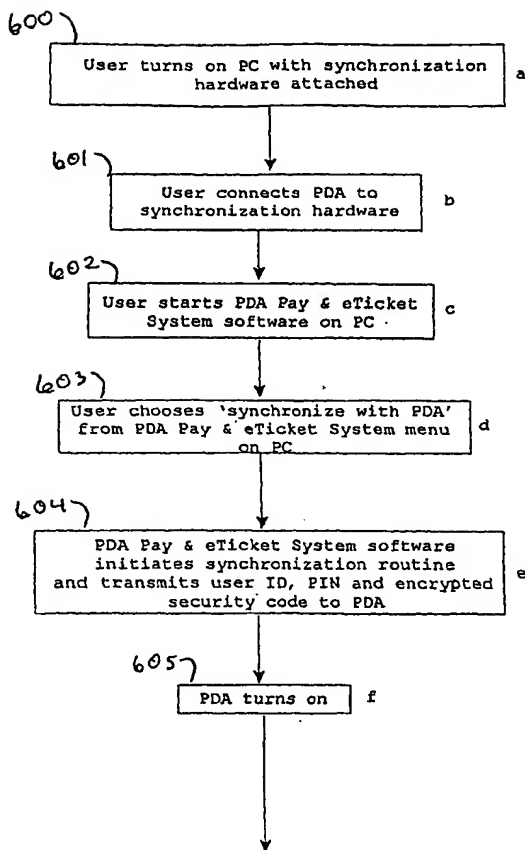 600
User turns on PC with synchronization
hardware attached
a
601
User connects PDA to
synchronization hardware
b
602
User starts PDA Pay & eTicket
System software on PC
c
603
User chooses 'synchronize with PDA'
from PDA Pay & eTicket System menu
on PC
d
604
PDA Pay & eTicket System software
initiates synchronization routine
and transmits user ID, PIN and encrypted
security code to PDA
e
605
PDA turns on
f